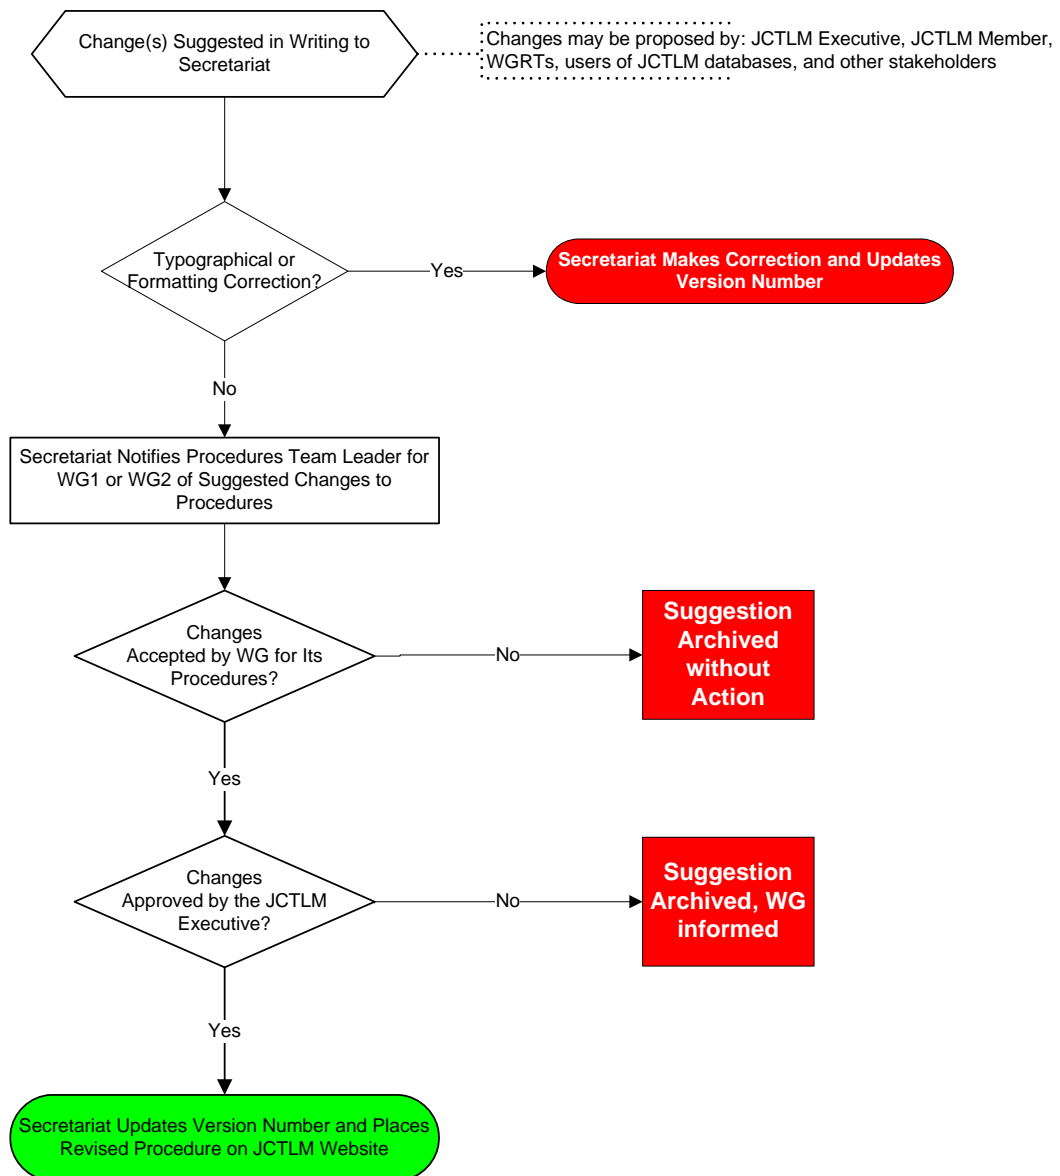 Change(s) Suggested in Writing to
Secretariat
Changes may be proposed by: JCTLM Executive, JCTLM Member,
WGRTs, users of JCTLM databases, and other stakeholders
Typographical or
Formatting Correction?
Yes
Secretariat Makes Correction and Updates
Version Number
No
Secretariat Notifies Procedures Team Leader for
WG1 or WG2 of Suggested Changes to
Procedures
Changes
Accepted by WG for Its
Procedures?
No
Suggestion
Archived
without
Action
Yes
Changes
Approved by the JCTLM
Executive?
No
Suggestion
Archived, WG
informed
Yes
Secretariat Updates Version Number and Places
Revised Procedure on JCTLM Website